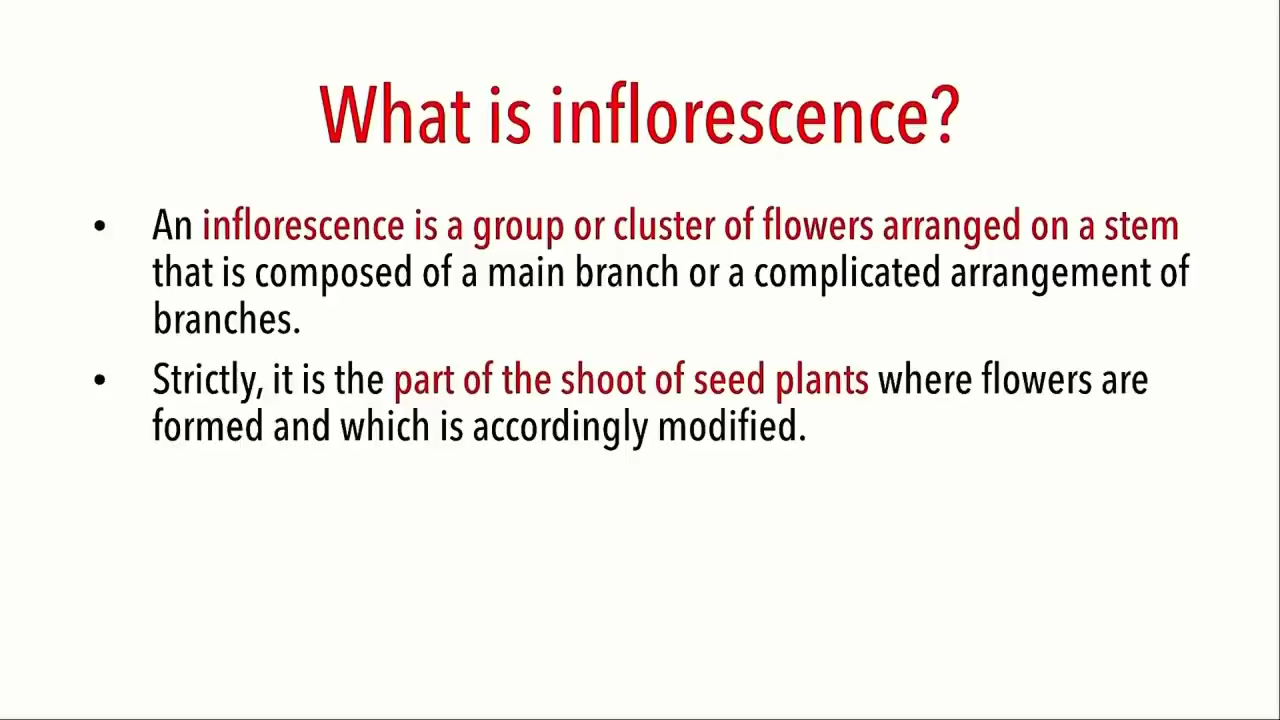 What is inflorescence?
• An inflorescence is a group or cluster of flowers arranged on a stem
that is composed of a main branch or a complicated arrangement of
branches.
• Strictly, it is the part of the shoot of seed plants where flowers are
formed and which is accordingly modified.